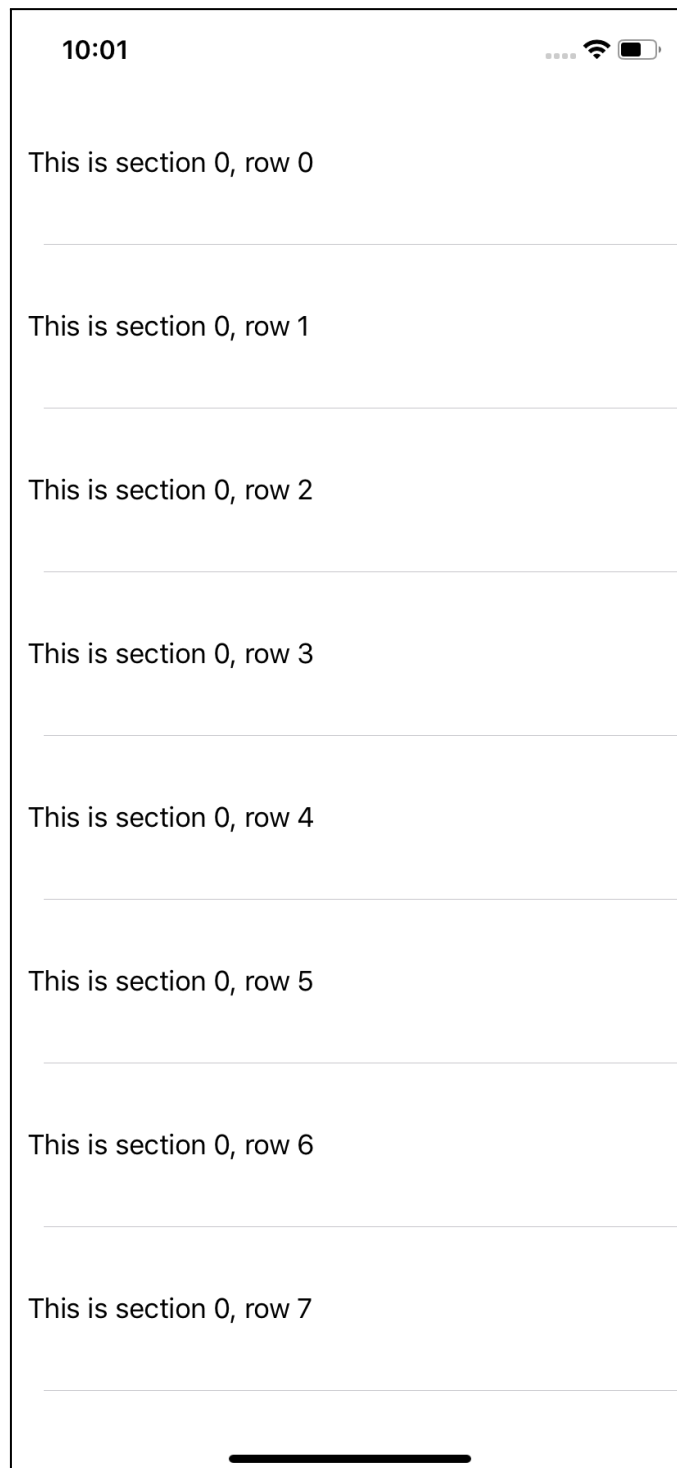 10:01
This is section 0, row 0
This is section 0, row 1
This is section 0, row 2
This is section 0, row 3
This is section 0, row 4
This is section 0, row 5
This is section 0, row 6
This is section 0, row 7